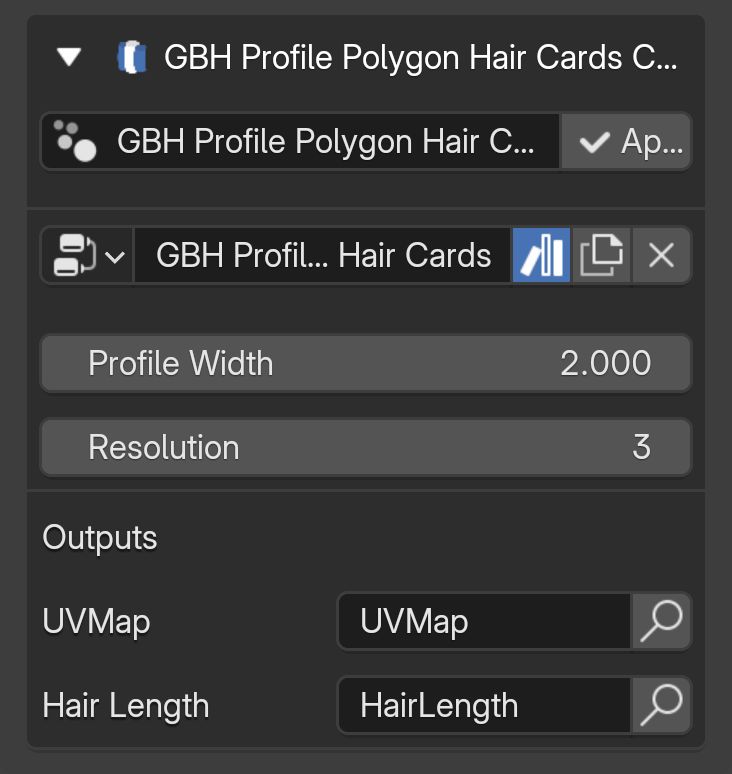 GBH Profile Polygon Hair Cards C...
GBH Profile Polygon Hair C... Ap...
GBH Profil... Hair Cards
Profile Width 2.000
Resolution 3
Outputs
UVMap UVMap
Hair Length HairLength